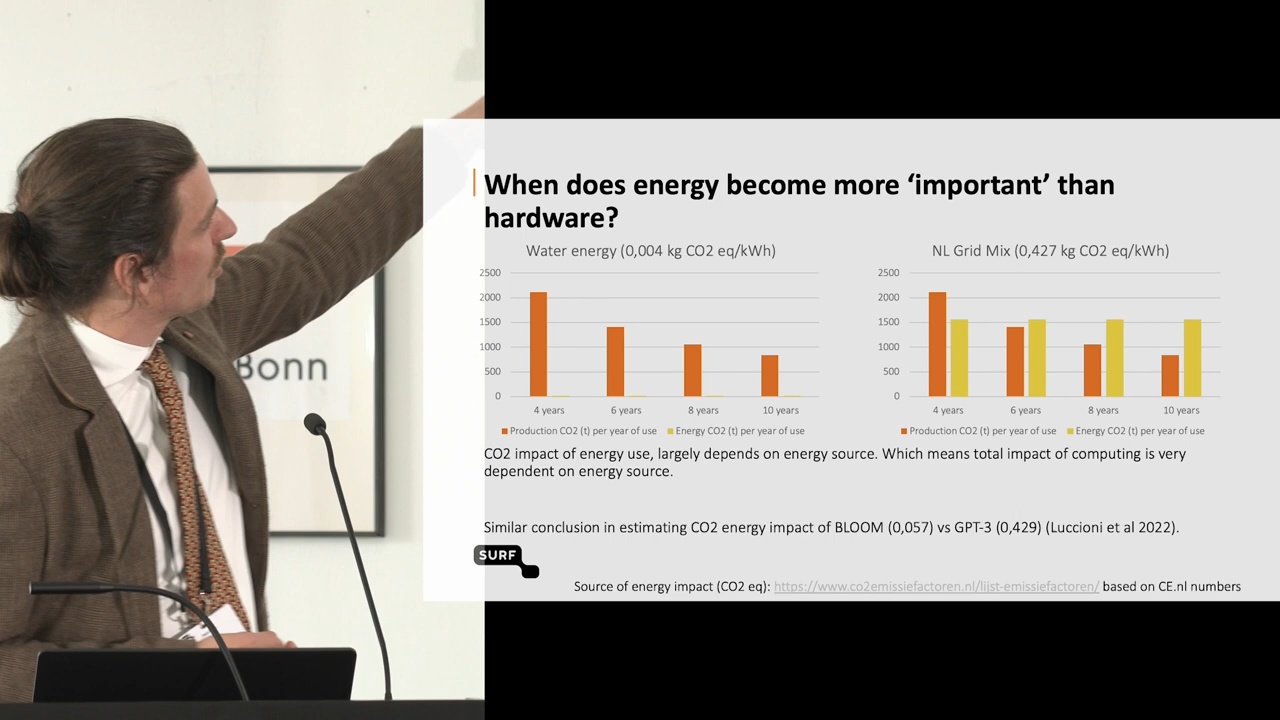 When does energy become more ‘important’ than
hardware?
Water energy (0,004 kg CO2 eq/kWh)
2500
2000
1500
1000
500
0
4 years
6 years
8 years
10 years
Production CO2 (t) per year of use
Energy CO2 (t) per year of use
NL Grid Mix (0,427 kg CO2 eq/kWh)
2500
2000
1500
1000
500
0
4 years
6 years
8 years
10 years
Production CO2 (t) per year of use
Energy CO2 (t) per year of use
CO2 impact of energy use, largely depends on energy source. Which means total impact of computing is very
dependent on energy source.
Similar conclusion in estimating CO2 energy impact of BLOOM (0,057) vs GPT-3 (0,429) (Luccioni et al 2022).
SURF
Source of energy impact (CO2 eq): https://www.co2emissiefactoren.nl/lijst-emissiefactoren/ based on CE.nl numbers
Bonn